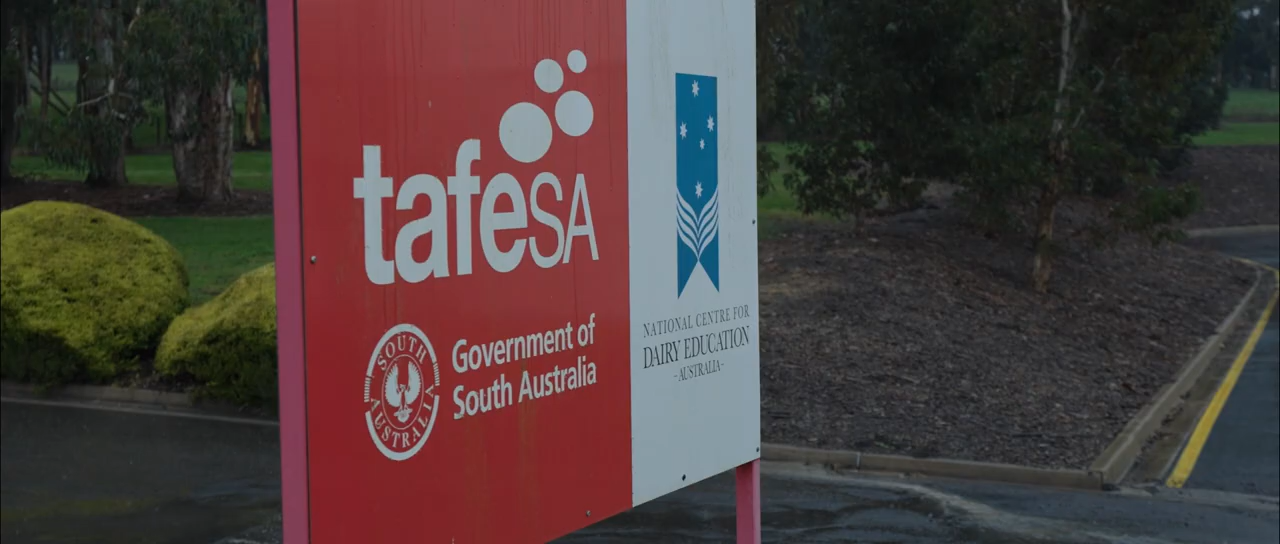 tafeSA
SOUTH AUSTRALIA
Government of
South Australia
NATIONAL CENTRE FOR
DAIRY EDUCATION
-AUSTRALIA-